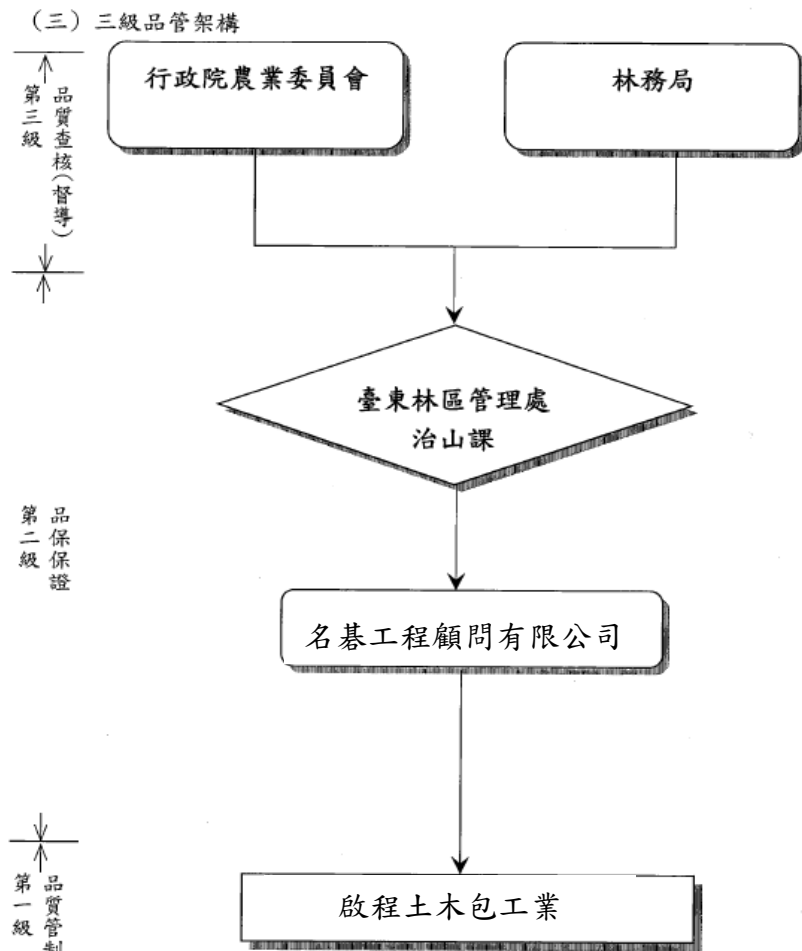 (三) 三級品管架構
行政院農業委員會
林務局
第三級
品質查核(督導)
臺東林區管理處
治山課
第二級
品保保證
名碁工程顧問有限公司
第一級
品質管制
啟程土木包工業